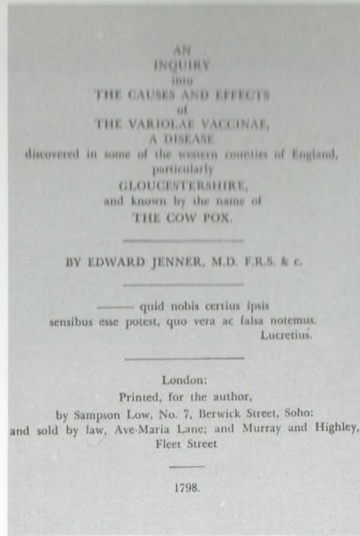 AN
INQUIRY
into
THE CAUSES AND EFFECTS
of
THE VARIOLAE VACCINAE,
A DISEASE
discovered in some of the western counties of England,
particularly
GLOUCESTERSHIRE,
and known by the name of
THE COW POX.
BY EDWARD JENNER, M.D. F.R.S. & c.
—— quid nobis certius ipsis
sensibus esse potest, quo vera ac falsa notemus.
Lucretius.
London:
Printed, for the author,
by Sampson Low, No. 7, Berwick Street, Soho:
and sold by law, Ave-Maria Lane; and Murray and Highley,
Fleet Street
1798.